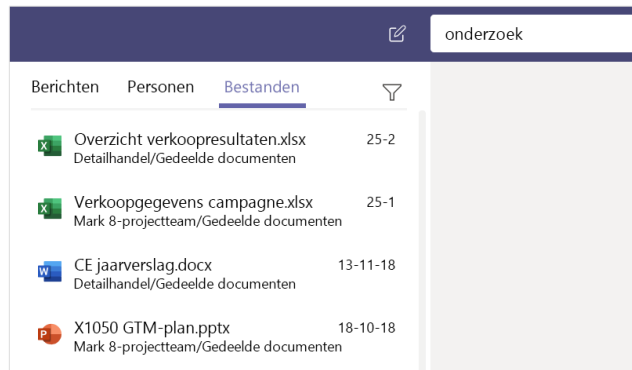 onderzoek
Berichten Personen Bestanden
Overzicht verkoopresultaten.xlsx 25-2
Detailhandel/Gedeelde documenten
Verkoopgegevens campagne.xlsx 25-1
Mark 8-projectteam/Gedeelde documenten
CE jaarverslag.docx 13-11-18
Detailhandel/Gedeelde documenten
X1050 GTM-plan.pptx 18-10-18
Mark 8-projectteam/Gedeelde documenten